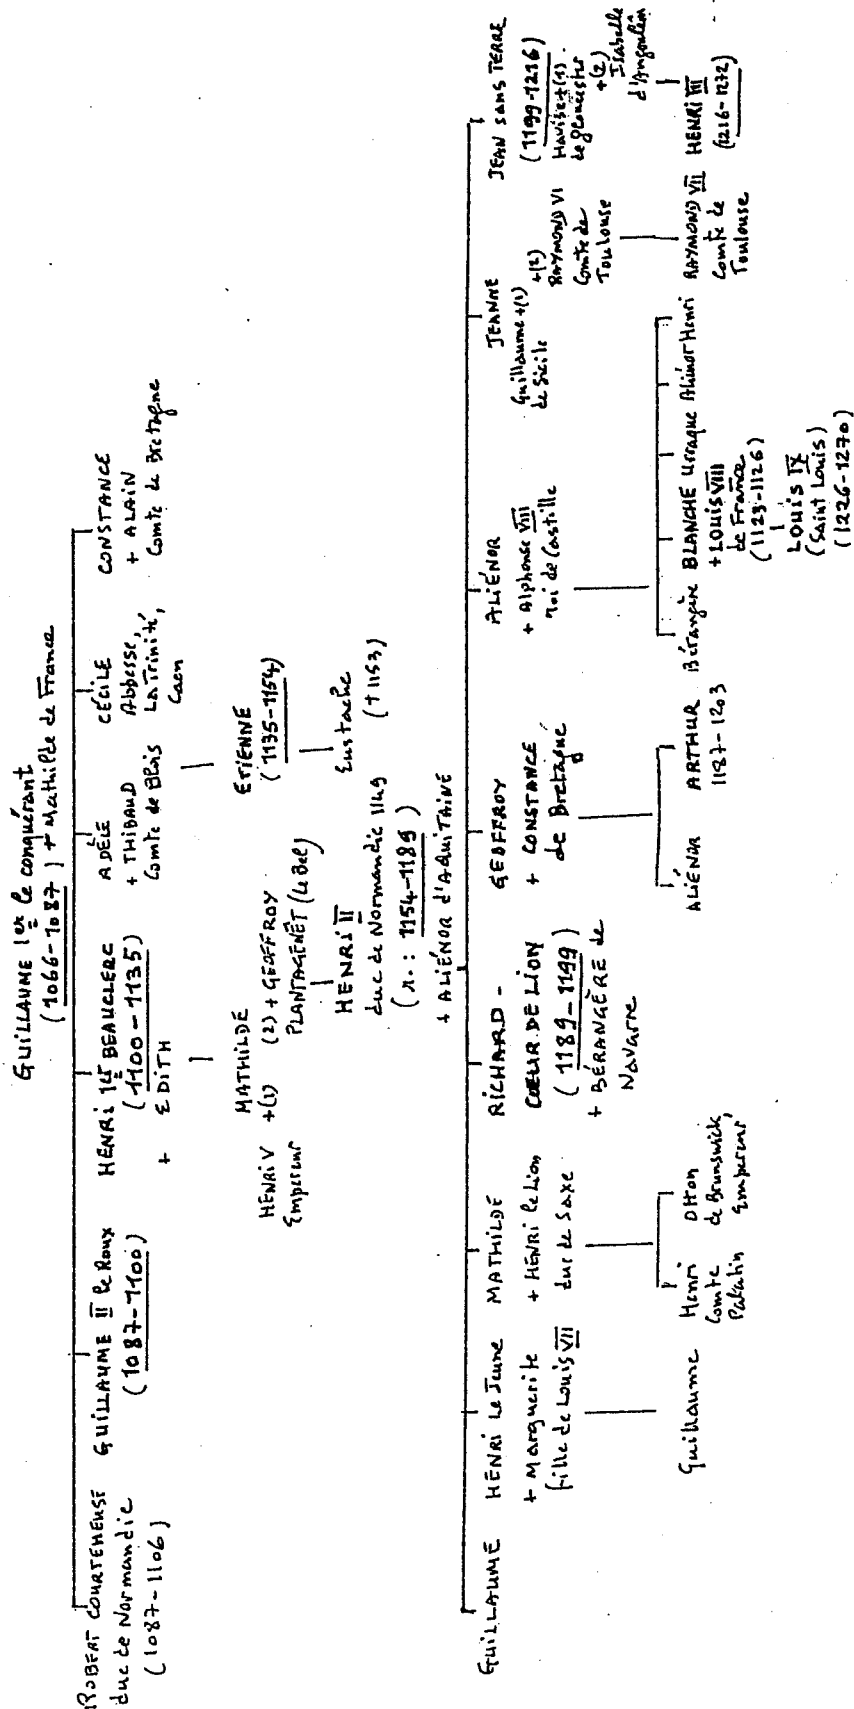 GUILLAUME 1er le conquérant
(1066-1087) + Mathilde de France
ROBERT COURTEHEUSE
duc de Normandie
(1087-1106)
GUILLAUME II le Roux
(1087-1100)
HENRI 1er BEAUCLERC
(1100-1135)
+ EDITH
ADÈLE
+ THIBAUD
Comte de Blois
CÉCILE
Abbesse,
La Trinité,
Caen
CONSTANCE
+ ALAIN
Comte de Bretagne
MATHILDE
HENRI V +(1)
Empereur
(2) + GEOFFROY
PLANTAGENÊT (le Bel)
ETIENNE
(1135-1154)
Eustache
(†1153)
HENRI II
duc de Normandie 1149
(r.: 1154-1189)
+ ALIÉNOR d'AQUITAINE
GUILLAUME
HENRI le Jeune
+ Marguerite
fille de Louis VII
Guillaume
MATHILDE
+ HENRI le Lion
duc de Saxe
Henri
Comte
Palatin
Otton
de Brunswick,
Empereur
RICHARD -
COEUR DE LION
(1189-1199)
+ BÉRANGÈRE de
Navarre
GEOFFROY
+ CONSTANCE
de Bretagne
ALIÉNOR
ARTHUR
1187-1203
ALIÉNOR
+ Alphonse VIII
roi de Castille
Bérangère
BLANCHE
+ LOUIS VIII
de France
(1123-1126)
LOUIS IX
(Saint Louis)
(1226-1270)
Urraque
Aliénor
Henri
JEANNE
Guillaume +(1)
de Sicile
+(2)
RAYMOND VI
Comte de
Toulouse
RAYMOND VII
Comte de
Toulouse
JEAN SANS TERRE
(1199-1216)
Havise +(1)
de Gloucester
+(2)
Isabelle
d'Angoulêm
HENRI III
(1216-1272)